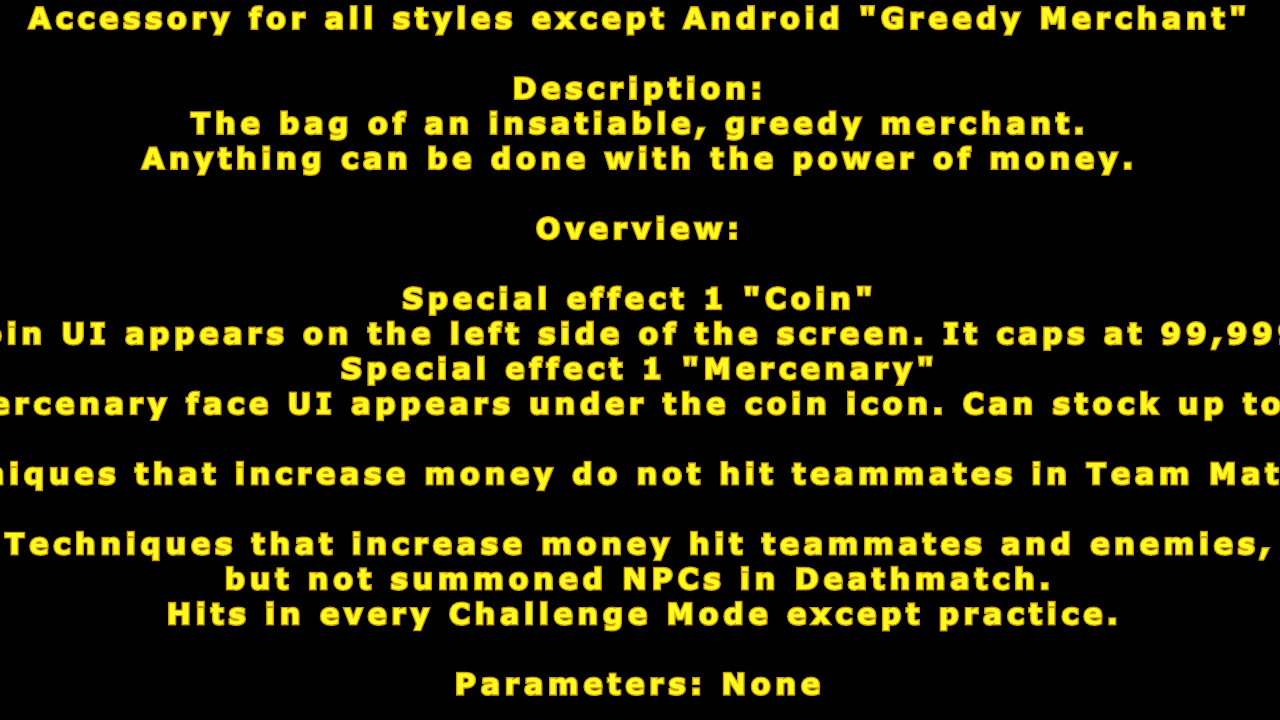 Accessory for all styles except Android "Greedy Merchant"
Description:
The bag of an insatiable, greedy merchant.
Anything can be done with the power of money.
Overview:
Special effect 1 "Coin"
UI appears on the left side of the screen. It caps at
Special effect 1 "Mercenary"
face UI appears under the coin icon. Can stock up to
that increase money do not hit teammates in Team
Techniques that increase money hit teammates and enemies,
but not summoned NPCs in Deathmatch.
Hits in every Challenge Mode except practice.
Parameters: None